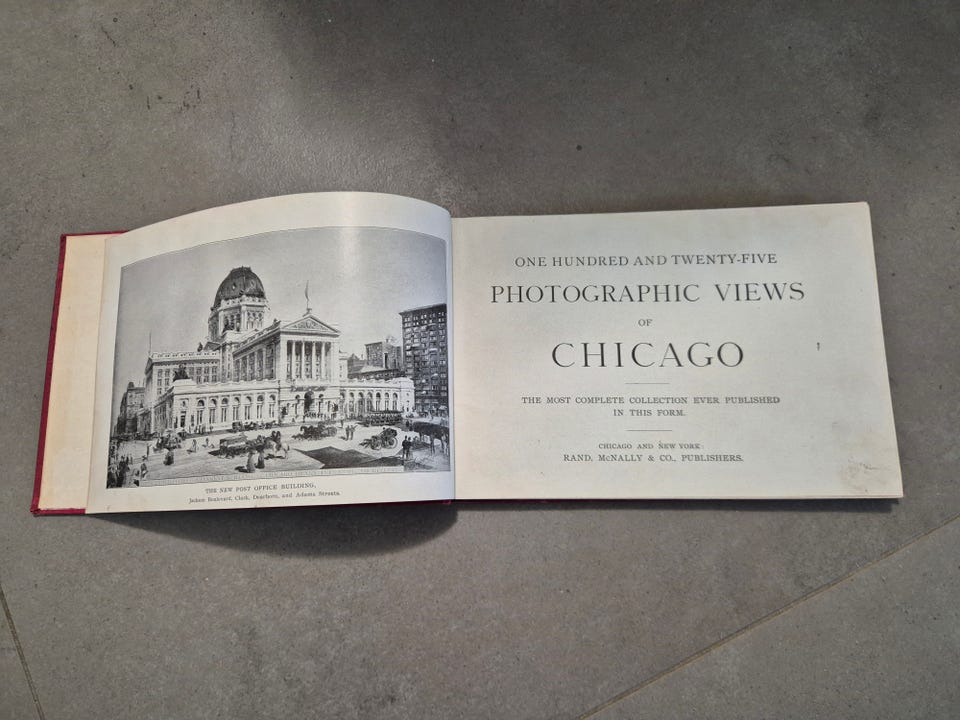 THE NEW POST OFFICE BUILDING,
Jackson Boulevard, Clark, Dearborn, and Adams Streets.
ONE HUNDRED AND TWENTY-FIVE
PHOTOGRAPHIC VIEWS
OF
CHICAGO
THE MOST COMPLETE COLLECTION EVER PUBLISHED
IN THIS FORM.
CHICAGO AND NEW YORK:
RAND, MCNALLY & CO., PUBLISHERS.